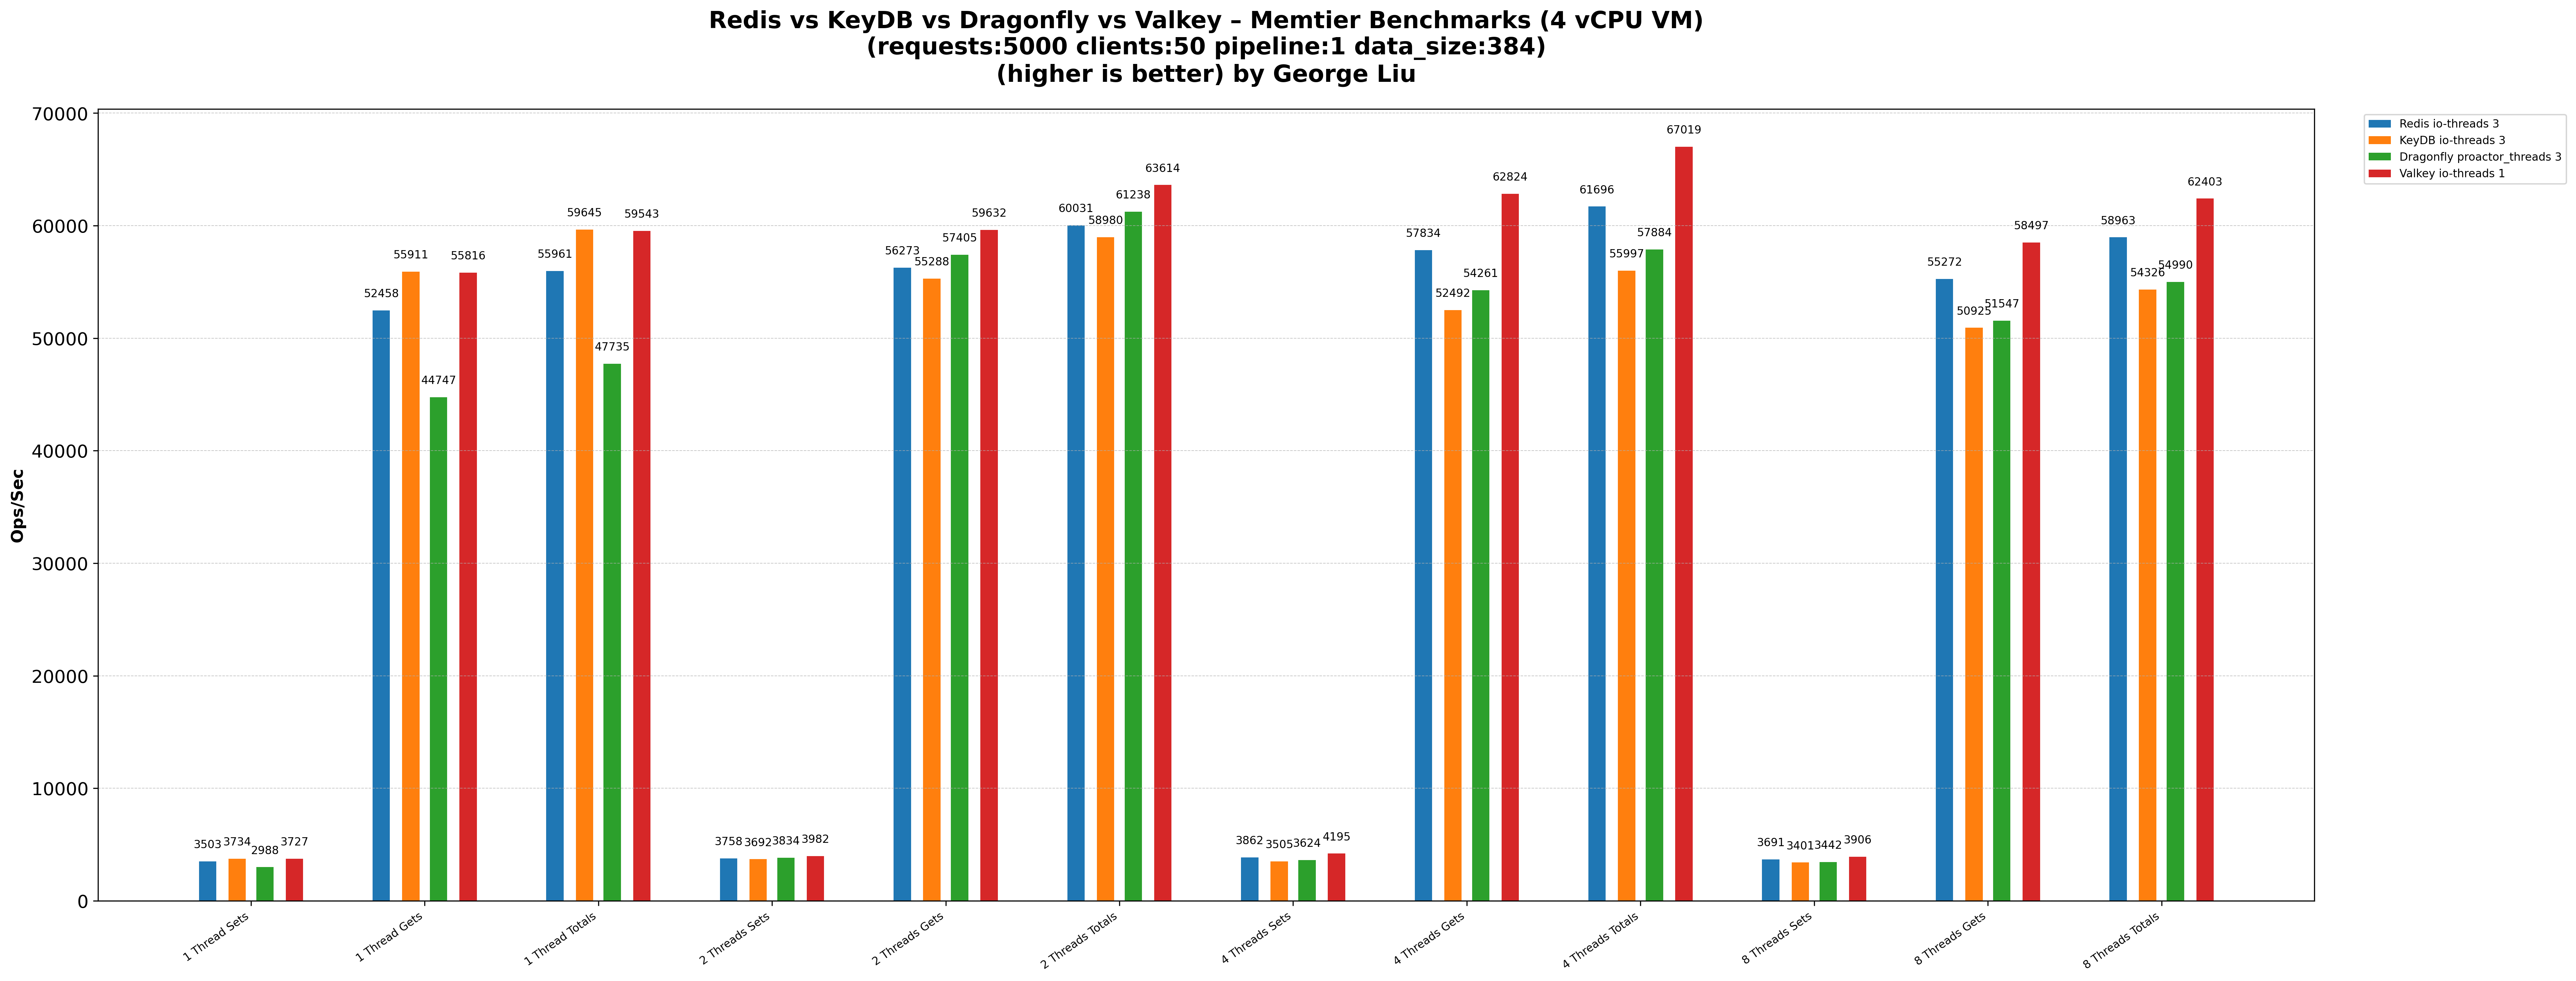 Redis vs KeyDB vs Dragonfly vs Valkey – Memtier Benchmarks (4 vCPU VM)
(requests:5000 clients:50 pipeline:1 data_size:384)
(higher is better) by George Liu
Redis io-threads 3
KeyDB io-threads 3
Dragonfly proactor_threads 3
Valkey io-threads 1
Ops/Sec
70000
60000
50000
40000
30000
20000
10000
0
3503 3734 2988 3727
52458 55911 44747 55816
55961 59645 47735 59543
3758 3692 3834 3982
56273 55288 57405 59632
60031 58980 61238 63614
3862 3505 3624 4195
57834 52492 54261 62824
61696 55997 57884 67019
3691 3401 3442 3906
55272 50925 51547 58497
58963 54326 54990 62403
1 Thread Sets
1 Thread Gets
1 Thread Totals
2 Threads Sets
2 Threads Gets
2 Threads Totals
4 Threads Sets
4 Threads Gets
4 Threads Totals
8 Threads Sets
8 Threads Gets
8 Threads Totals